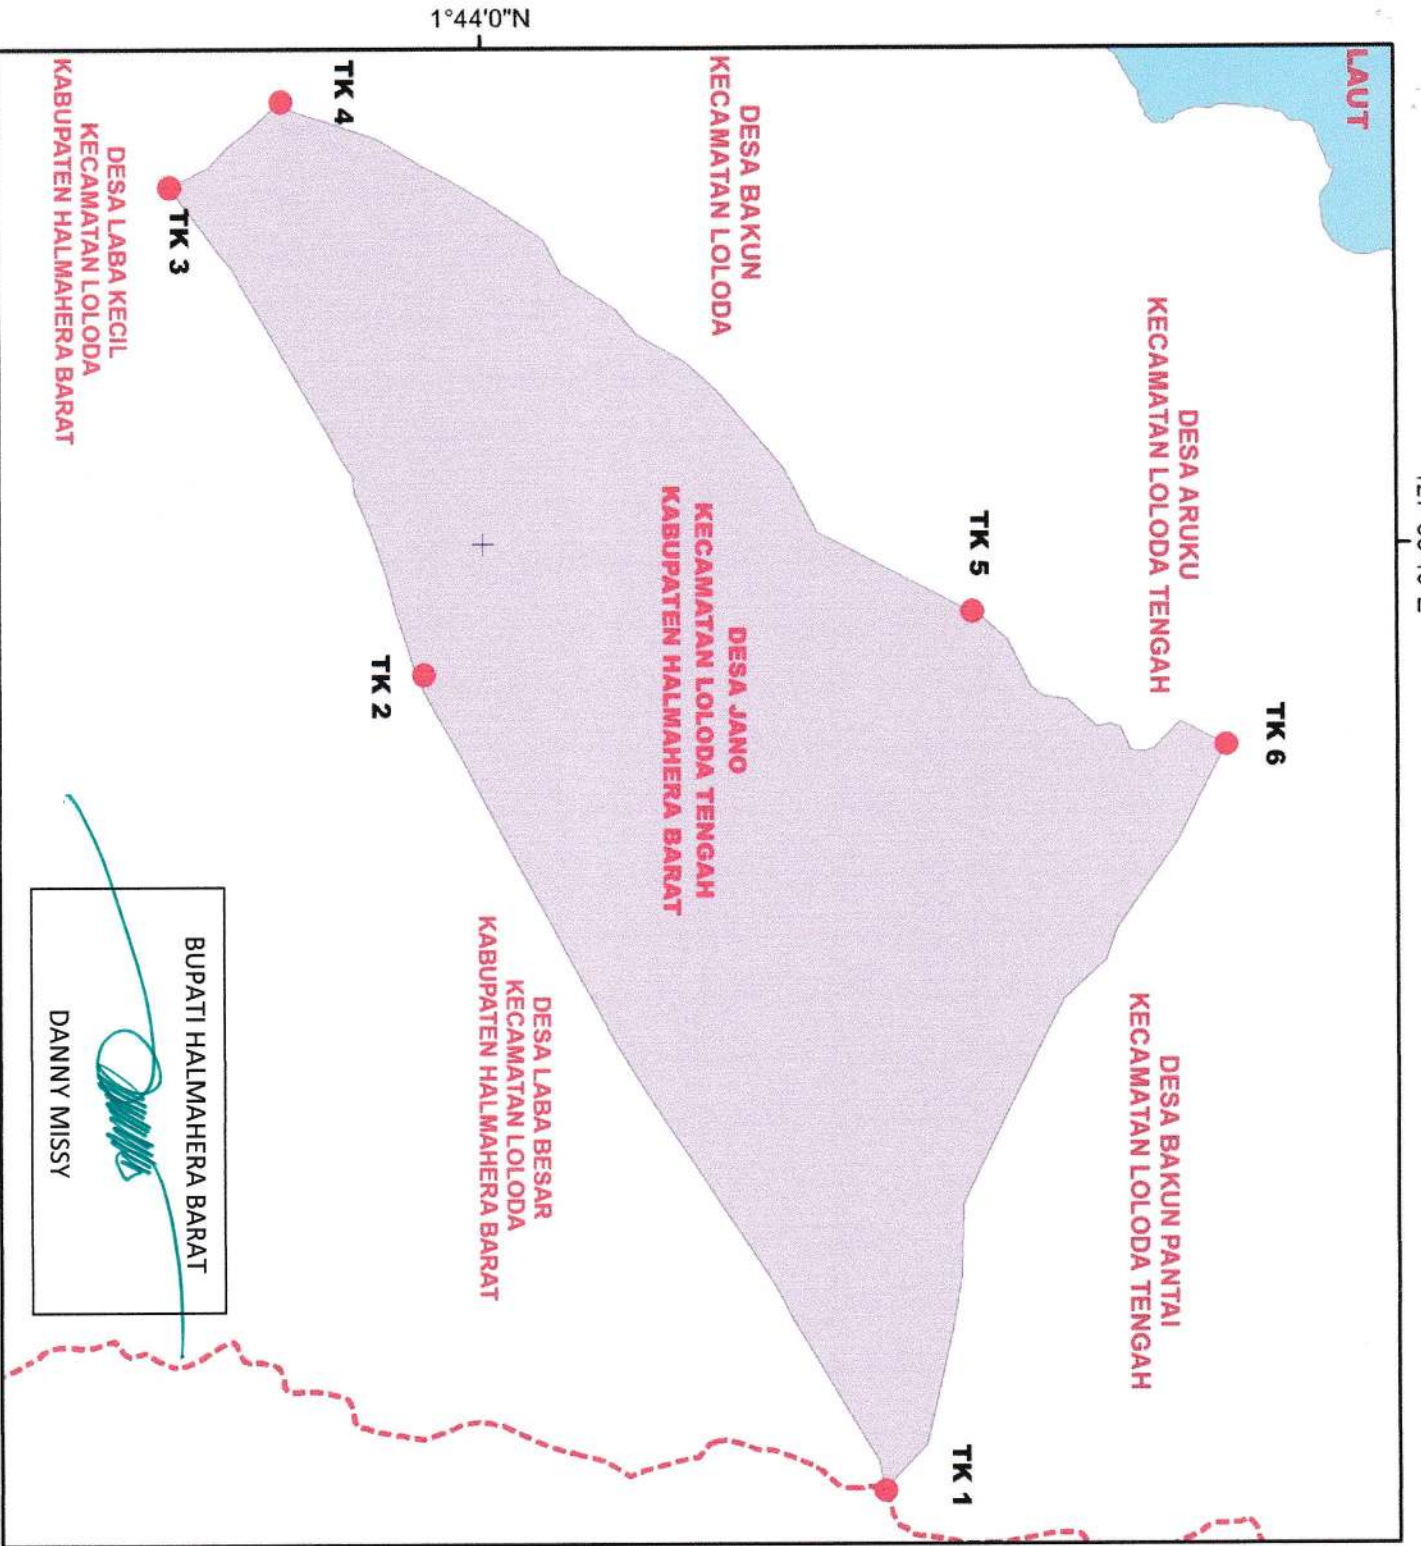 1°44'0"N
LAUT
DESA ARUKU
KECAMATAN LOLODA TENGAH
TK 6
DESA BAKUN PANTAI
KECAMATAN LOLODA TENGAH
TK 5
TK 1
DESA BAKUN
KECAMATAN LOLODA
DESA JANO
KECAMATAN LOLODA TENGAH
KABUPATEN HALMAHERA BARAT
DESA LABA BESAR
KECAMATAN LOLODA
KABUPATEN HALMAHERA BARAT
TK 4
TK 2
TK 3
DESA LABA KECIL
KECAMATAN LOLODA
KABUPATEN HALMAHERA BARAT
BUPATI HALMAHERA BARAT
DANNY MISSY